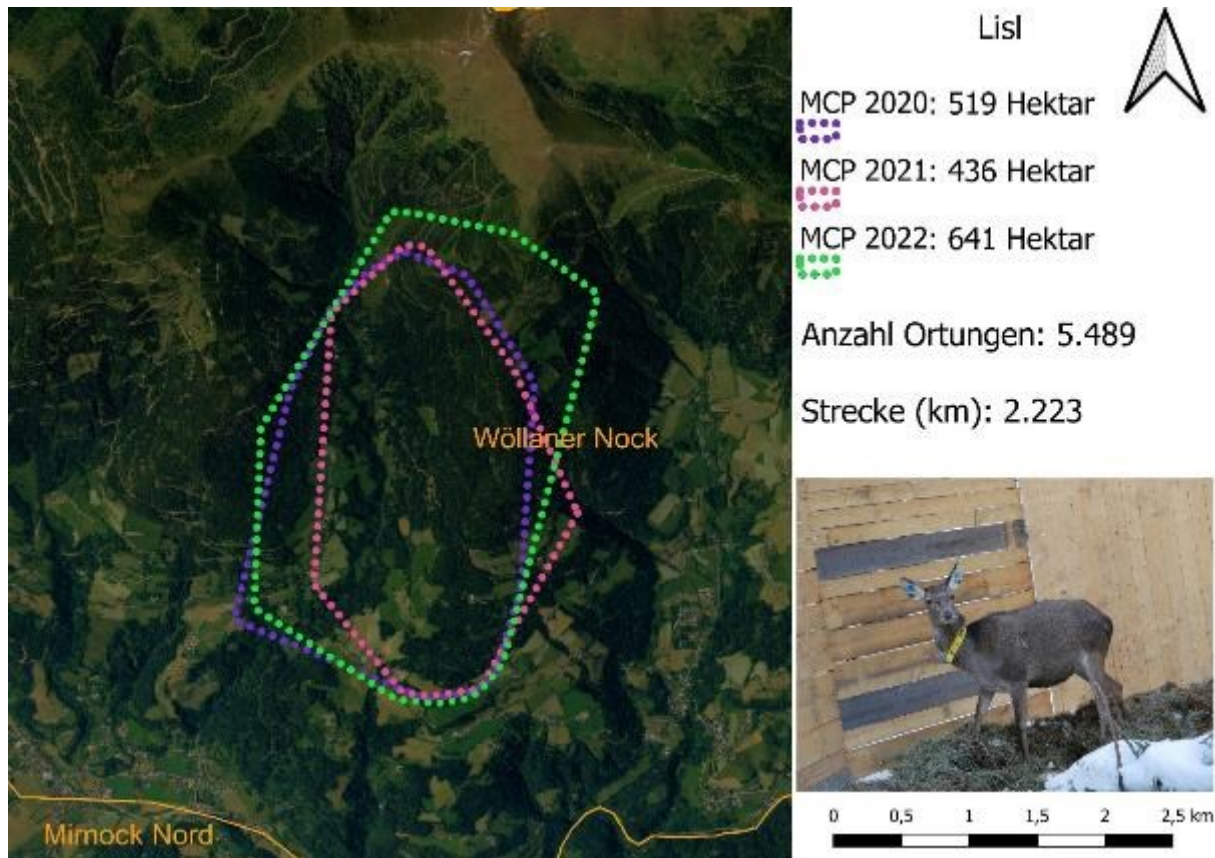 Lisl
MCP 2020: 519 Hektar
MCP 2021: 436 Hektar
MCP 2022: 641 Hektar
Anzahl Ortungen: 5.489
Strecke (km): 2.223
Wöllaner Nock
Mirnock Nord
0 0,5 1 1,5 2 2,5 km